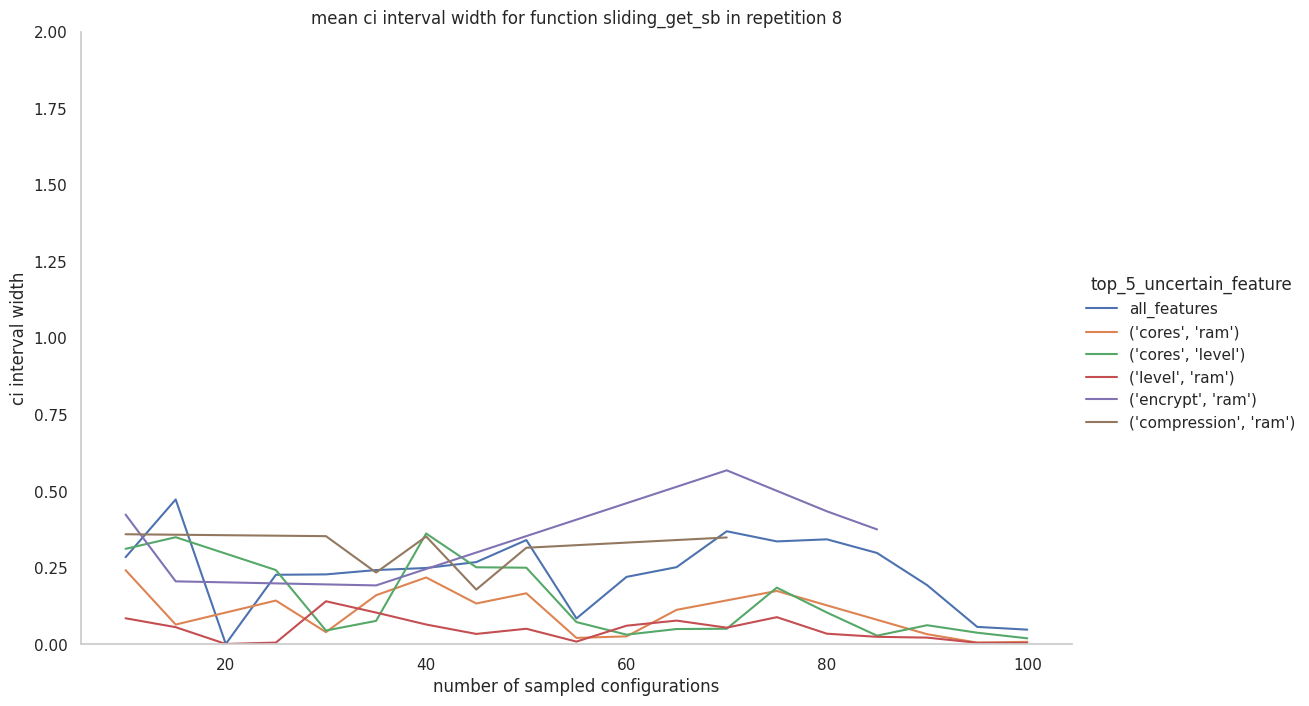 mean ci interval width for function sliding_get_sb in repetition 8
2.00
1.75
1.50
1.25
1.00
0.75
0.50
0.25
0.00
ci interval width
20
40
60
80
100
number of sampled configurations
top_5_uncertain_feature
all_features
('cores', 'ram')
('cores', 'level')
('level', 'ram')
('encrypt', 'ram')
('compression', 'ram')